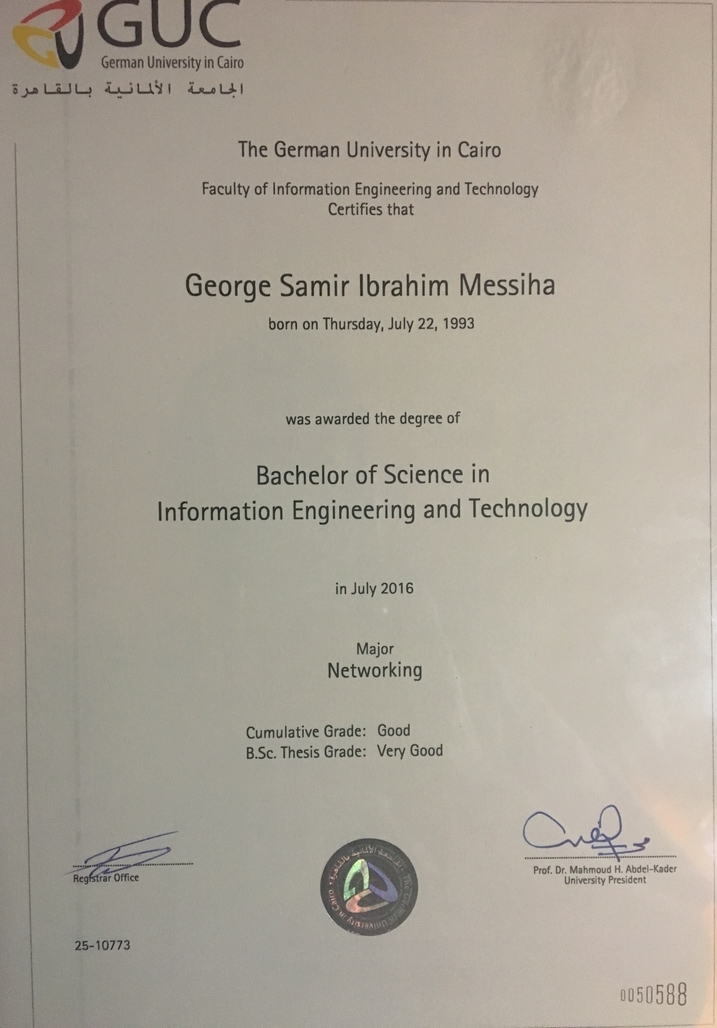 GUC
German University in Cairo
الجامعة الألمانية بالقاهرة
The German University in Cairo
Faculty of Information Engineering and Technology
Certifies that
George Samir Ibrahim Messiha
born on Thursday, July 22, 1993
was awarded the degree of
Bachelor of Science in
Information Engineering and Technology
in July 2016
Major
Networking
Cumulative Grade: Good
B.Sc. Thesis Grade: Very Good
Registrar Office
Prof. Dr. Mahmoud H. Abdel-Kader
University President
25-10773
0050588